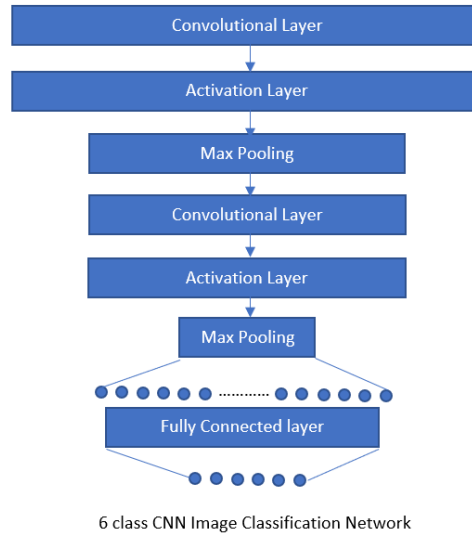 Convolutional Layer
Activation Layer
Max Pooling
Convolutional Layer
Activation Layer
Max Pooling
............
Fully Connected layer
6 class CNN Image Classification Network